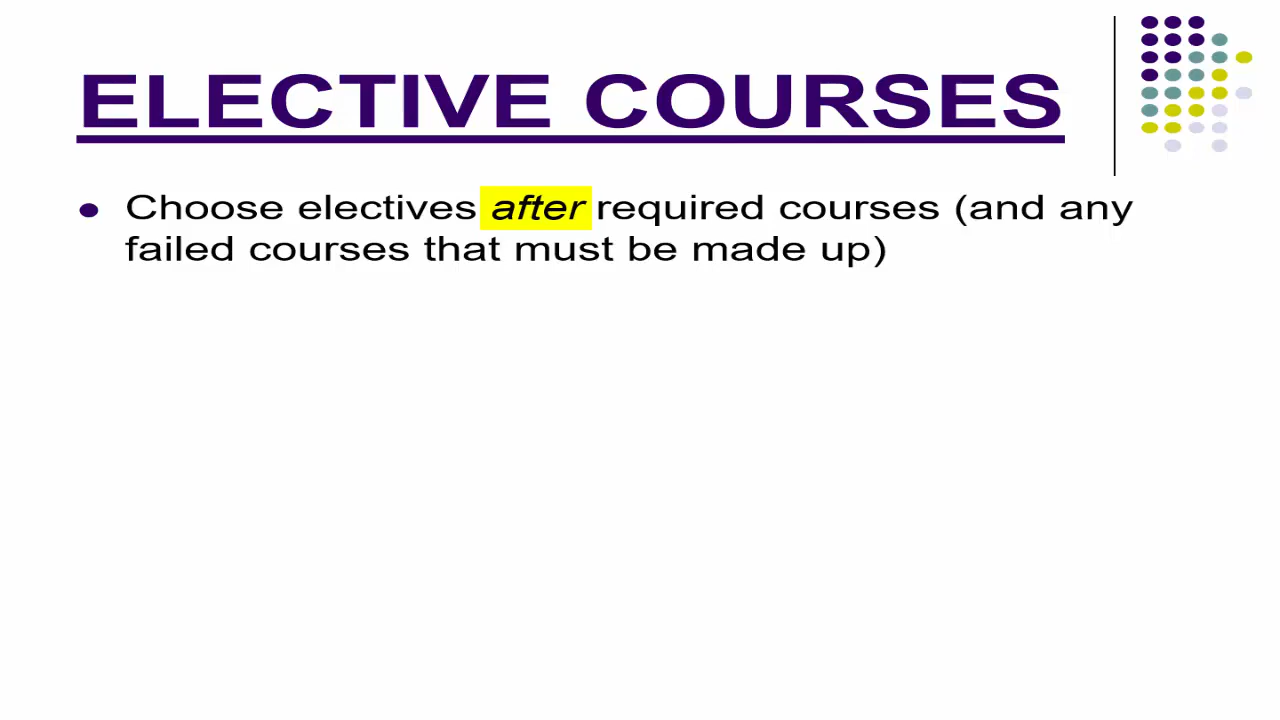 ELECTIVE COURSES
Choose electives after required courses (and any
failed courses that must be made up)